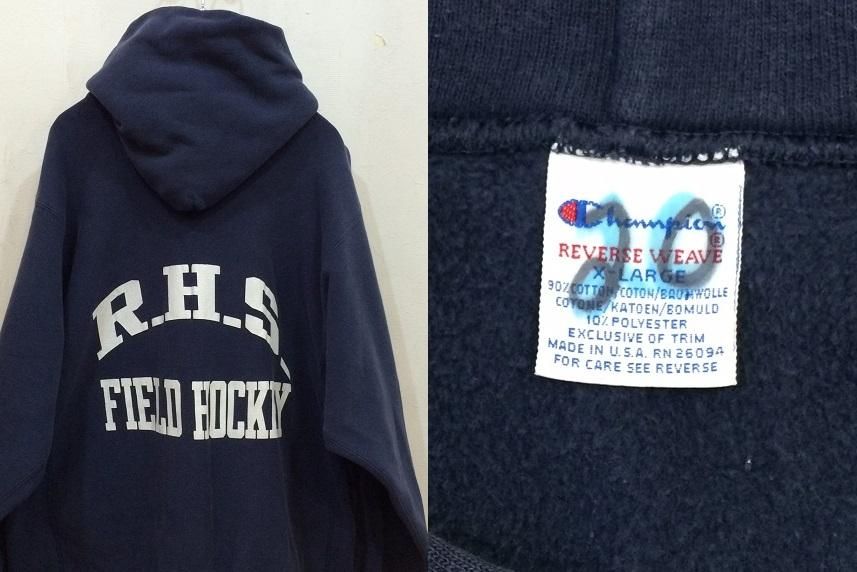 R.H.S.
FIELD HOCKEY
Champion®
®
REVERSE WEAVE
X-LARGE
90% COTTON/COTON/BAUMWOLLE
COTONE/KATOEN/BOMULD
10% POLYESTER
EXCLUSIVE OF TRIM
MADE IN U.S.A. RN 26094
FOR CARE SEE REVERSE
20